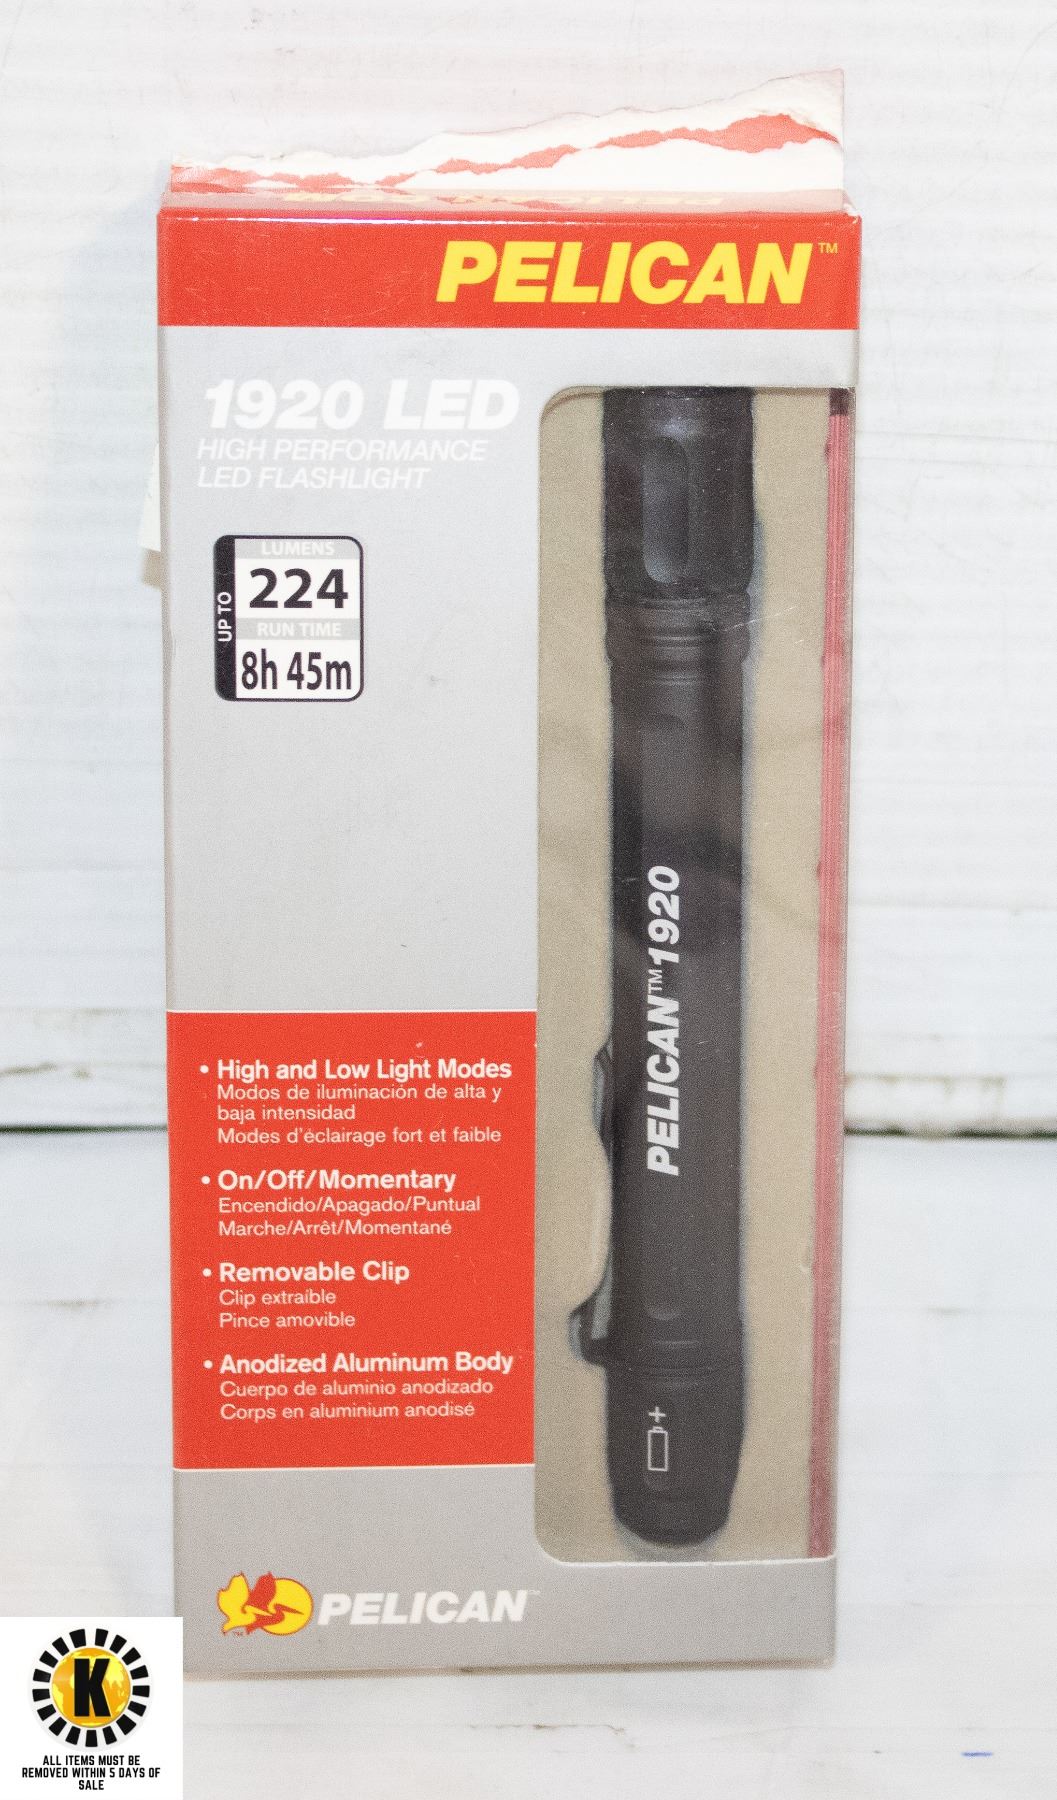 PELICAN™
1920 LED
HIGH PERFORMANCE
LED FLASHLIGHT
UP TO
LUMENS
224
RUN TIME
8h 45m
PELICAN™1920
+
• High and Low Light Modes
Modos de iluminación de alta y
baja intensidad
Modes d'éclairage fort et faible
• On/Off/Momentary
Encendido/Apagado/Puntual
Marche/Arrêt/Momentané
• Removable Clip
Clip extraíble
Pince amovible
• Anodized Aluminum Body
Cuerpo de aluminio anodizado
Corps en aluminium anodisé
PELICAN™
K
ALL ITEMS MUST BE
REMOVED WITHIN 5 DAYS OF
SALE